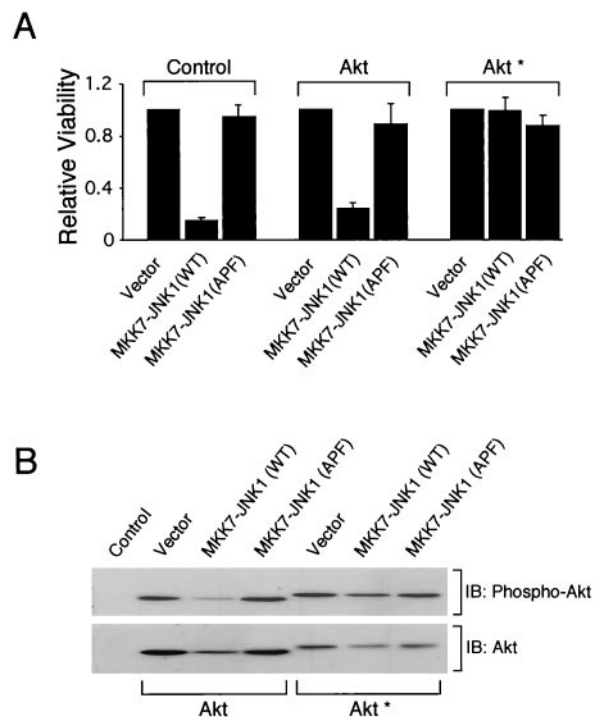 A
Control Akt Akt *
Relative Viability
1.2
0.8
0.4
0
Vector
MKK7-JNK1(WT)
MKK7-JNK1(APF)
Vector
MKK7-JNK1(WT)
MKK7-JNK1(APF)
Vector
MKK7-JNK1(WT)
MKK7-JNK1(APF)
B
Control
Vector
MKK7-JNK1 (WT)
MKK7-JNK1 (APF)
Vector
MKK7-JNK1 (WT)
MKK7-JNK1 (APF)
IB: Phospho-Akt
IB: Akt
Akt Akt *